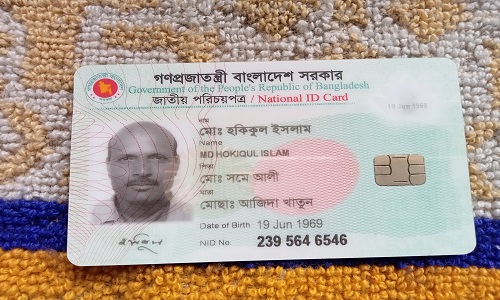 গণপ্রজাতন্ত্রী বাংলাদেশ সরকার
Government of the People's Republic of Bangladesh
জাতীয় পরিচয়পত্র / National ID Card
19 Jun 1969
নাম
মো: হকিকুল ইসলাম
Name
MD HOKIQUL ISLAM
পিতা
মো: সমে আলী
মাতা
মোছা: আজিদা খাতুন
Date of Birth 19 Jun 1969
NID No. 239 564 6546